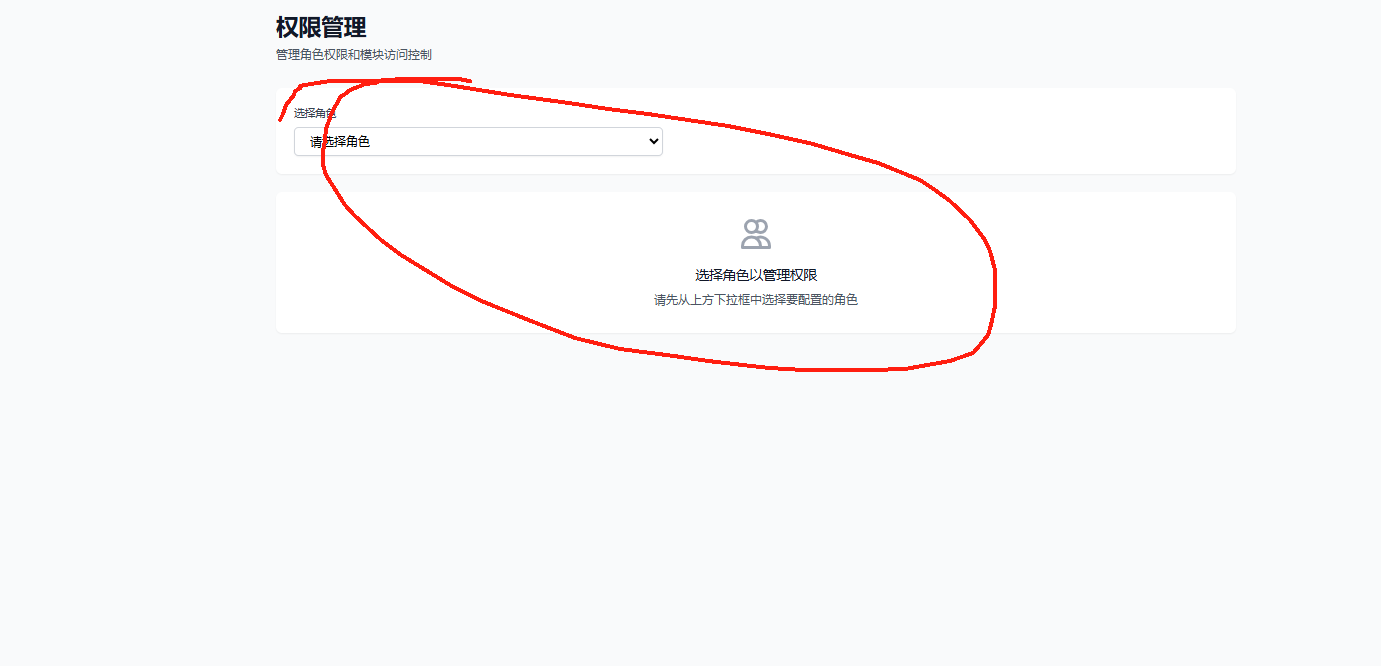 权限管理
管理角色权限和模块访问控制
选择角色
请选择角色
选择角色以管理权限
请先从上方下拉框中选择要配置的角色